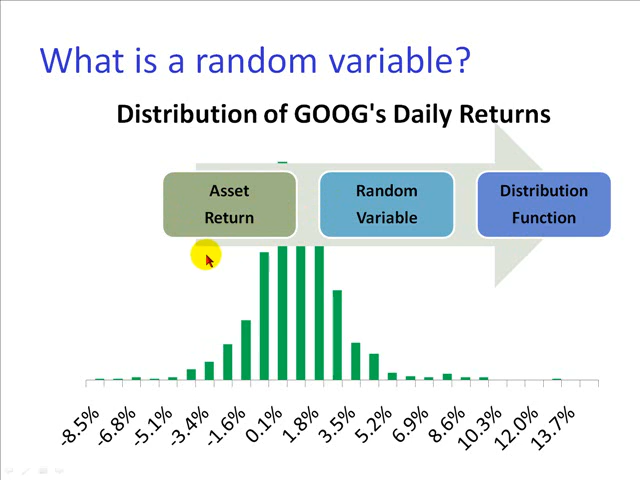 What is a random variable?
Distribution of GOOG's Daily Returns
Asset
Return
Random
Variable
Distribution
Function
-8.5%
-6.8%
-5.1%
-3.4%
-1.6%
0.1%
1.8%
3.5%
5.2%
6.9%
8.6%
10.3%
12.0%
13.7%